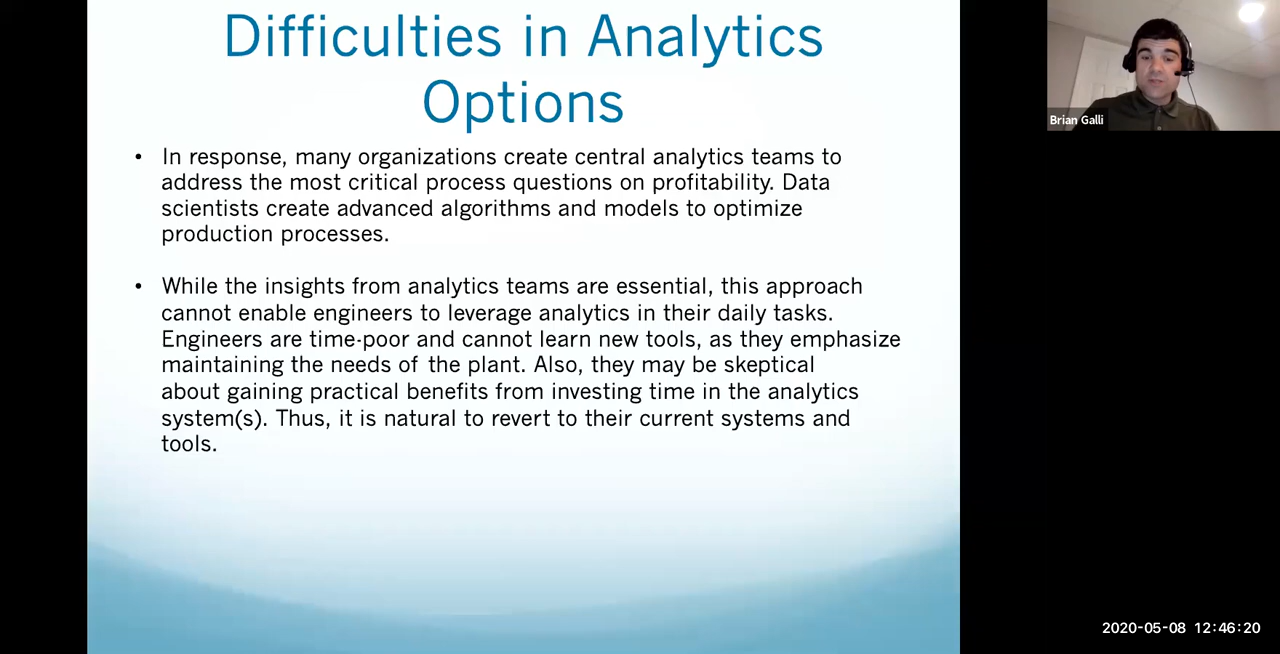 Difficulties in Analytics
Options
• In response, many organizations create central analytics teams to
address the most critical process questions on profitability. Data
scientists create advanced algorithms and models to optimize
production processes.
• While the insights from analytics teams are essential, this approach
cannot enable engineers to leverage analytics in their daily tasks.
Engineers are time-poor and cannot learn new tools, as they emphasize
maintaining the needs of the plant. Also, they may be skeptical
about gaining practical benefits from investing time in the analytics
system(s). Thus, it is natural to revert to their current systems and
tools.
Brian Galli
2020-05-08 12:46:20